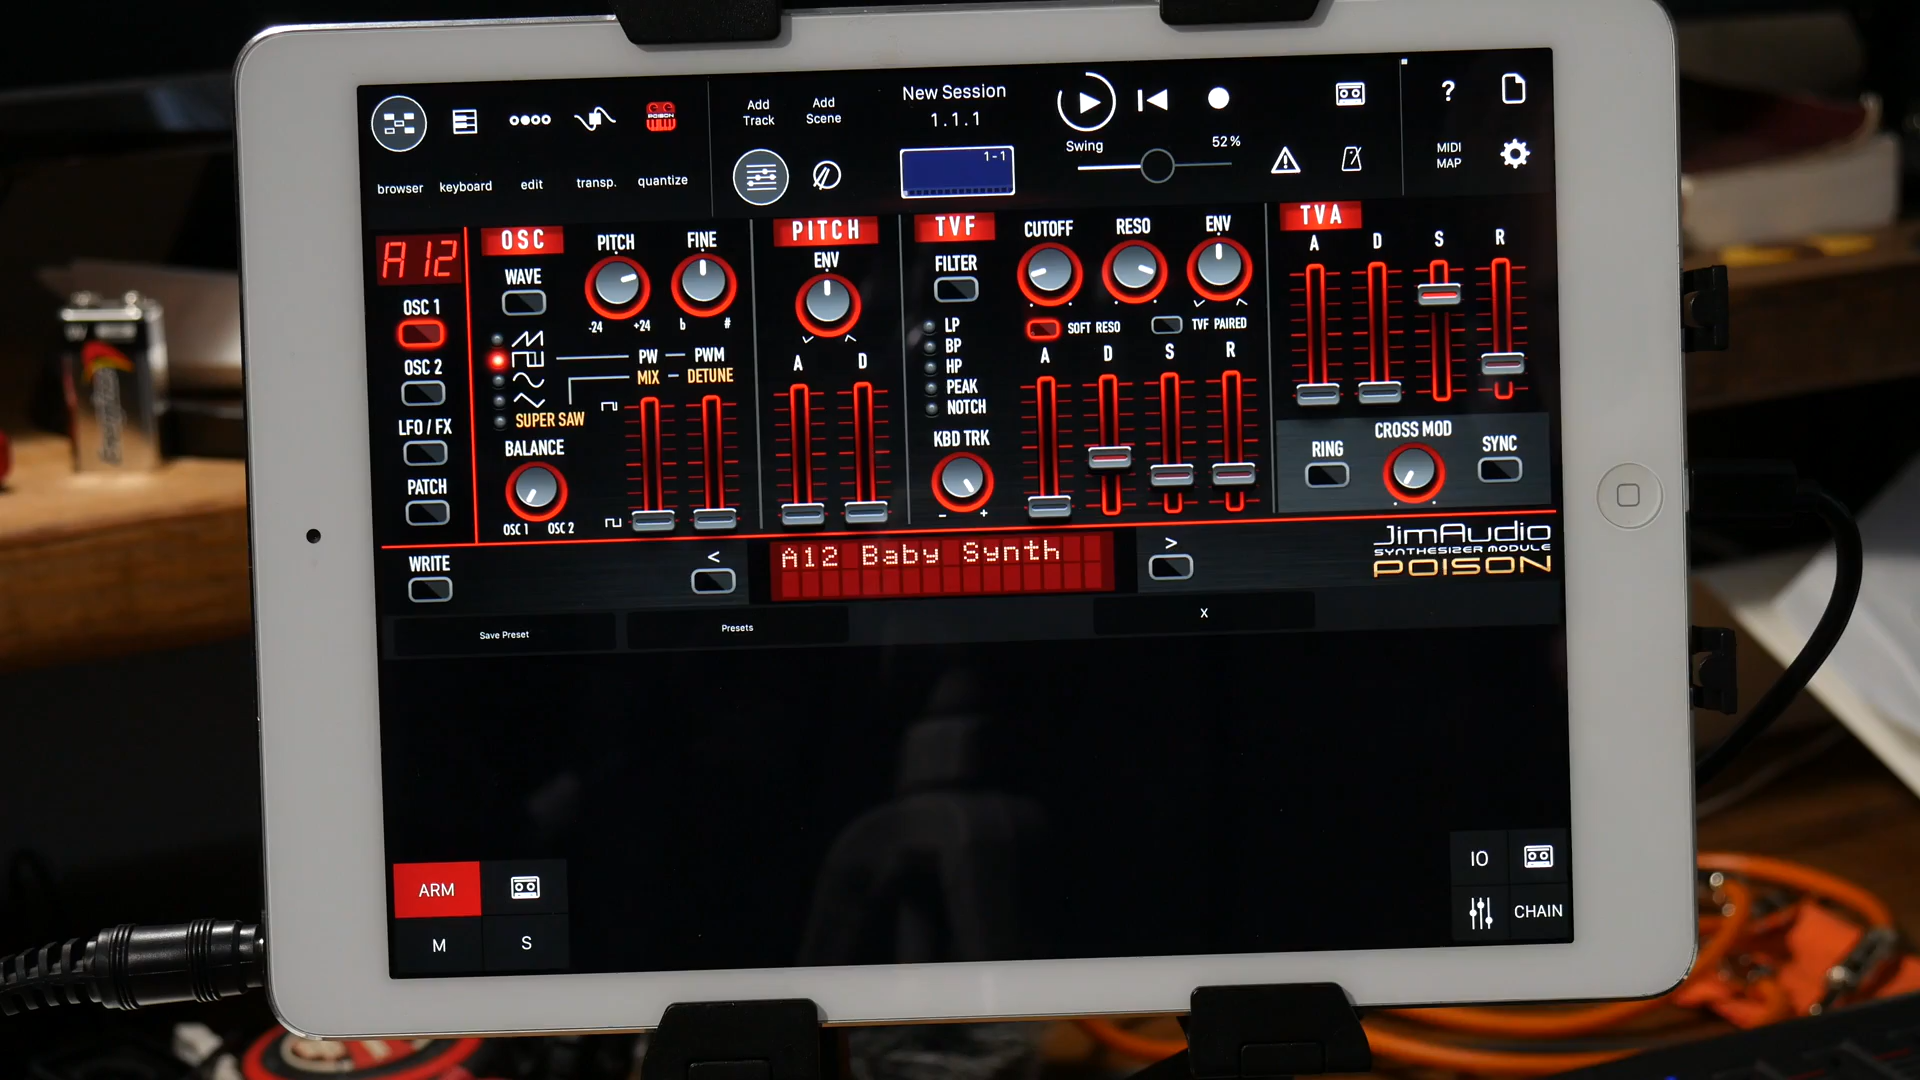 browser
keyboard
edit
transp.
quantize
POISON
Add Track
Add Scene
New Session
1.1.1
1-1
Swing
52%
?
MIDI MAP
A12
OSC 1
OSC 2
LFO / FX
PATCH
OSC
WAVE
PITCH
-24 +24
FINE
b #
PW PWM
MIX DETUNE
SUPER SAW
BALANCE
OSC 1 OSC 2
PITCH
ENV
A D
TVF
FILTER
LP
BP
HP
PEAK
NOTCH
KBD TRK
- +
CUTOFF RESO ENV
SOFT RESO
TVF PAIRED
A D S R
TVA
A D S R
RING
CROSS MOD
SYNC
WRITE
<
A12 Baby Synth
>
JimAudio
SYNTHESIZER MODULE
POISON
Save Preset
Presets
X
ARM
M
S
IO
CHAIN